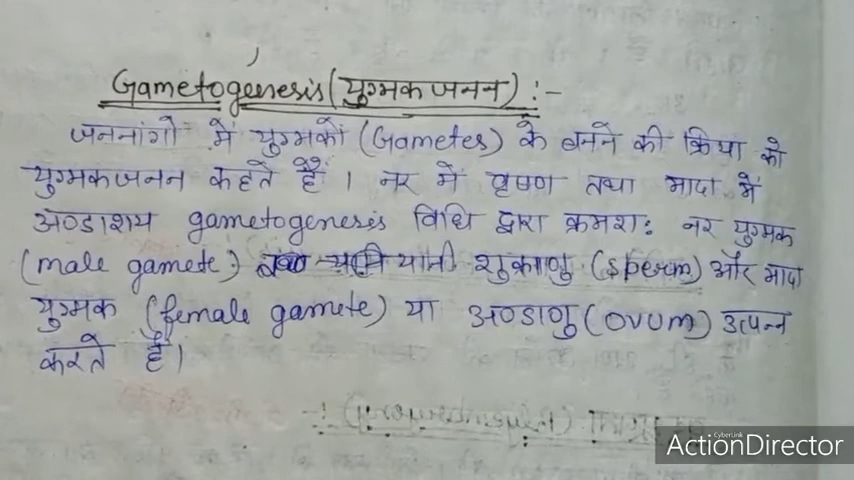 Gametogenesis (युग्मक जनन) :-
जननांगो में युग्मकों (Gametes) के बनने की क्रिया को
युग्मकजनन कहते हैं । नर में वृषण तथा मादा में
अण्डाशय gametogenesis विधि द्वारा क्रमशः नर युग्मक
(male gamete) यानी शुक्राणु (sperm) और मादा
युग्मक (female gamete) या अण्डाणु (ovum) उत्पन्न
करते हैं ।
CyberLink
ActionDirector